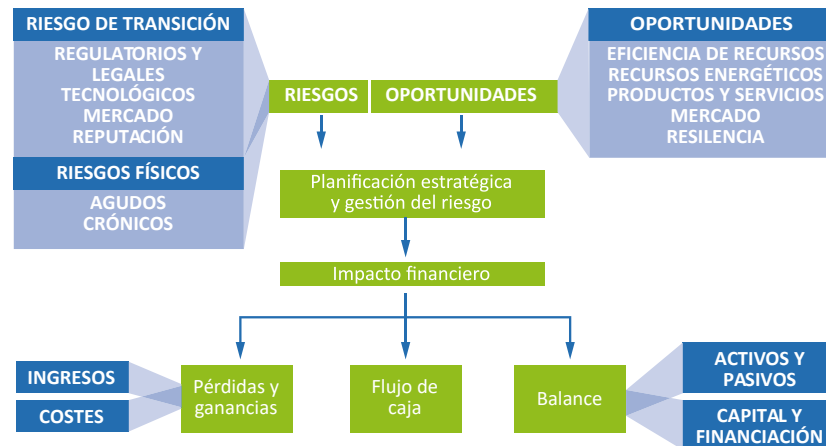 RIESGO DE TRANSICIÓN
REGULATORIOS Y
LEGALES
TECNOLÓGICOS
MERCADO
REPUTACIÓN
RIESGOS FÍSICOS
AGUDOS
CRÓNICOS
RIESGOS
OPORTUNIDADES
OPORTUNIDADES
EFICIENCIA DE RECURSOS
RECURSOS ENERGÉTICOS
PRODUCTOS Y SERVICIOS
MERCADO
RESILENCIA
Planificación estratégica
y gestión del riesgo
Impacto financiero
INGRESOS
COSTES
Pérdidas y
ganancias
Flujo de
caja
Balance
ACTIVOS Y
PASIVOS
CAPITAL Y
FINANCIACIÓN